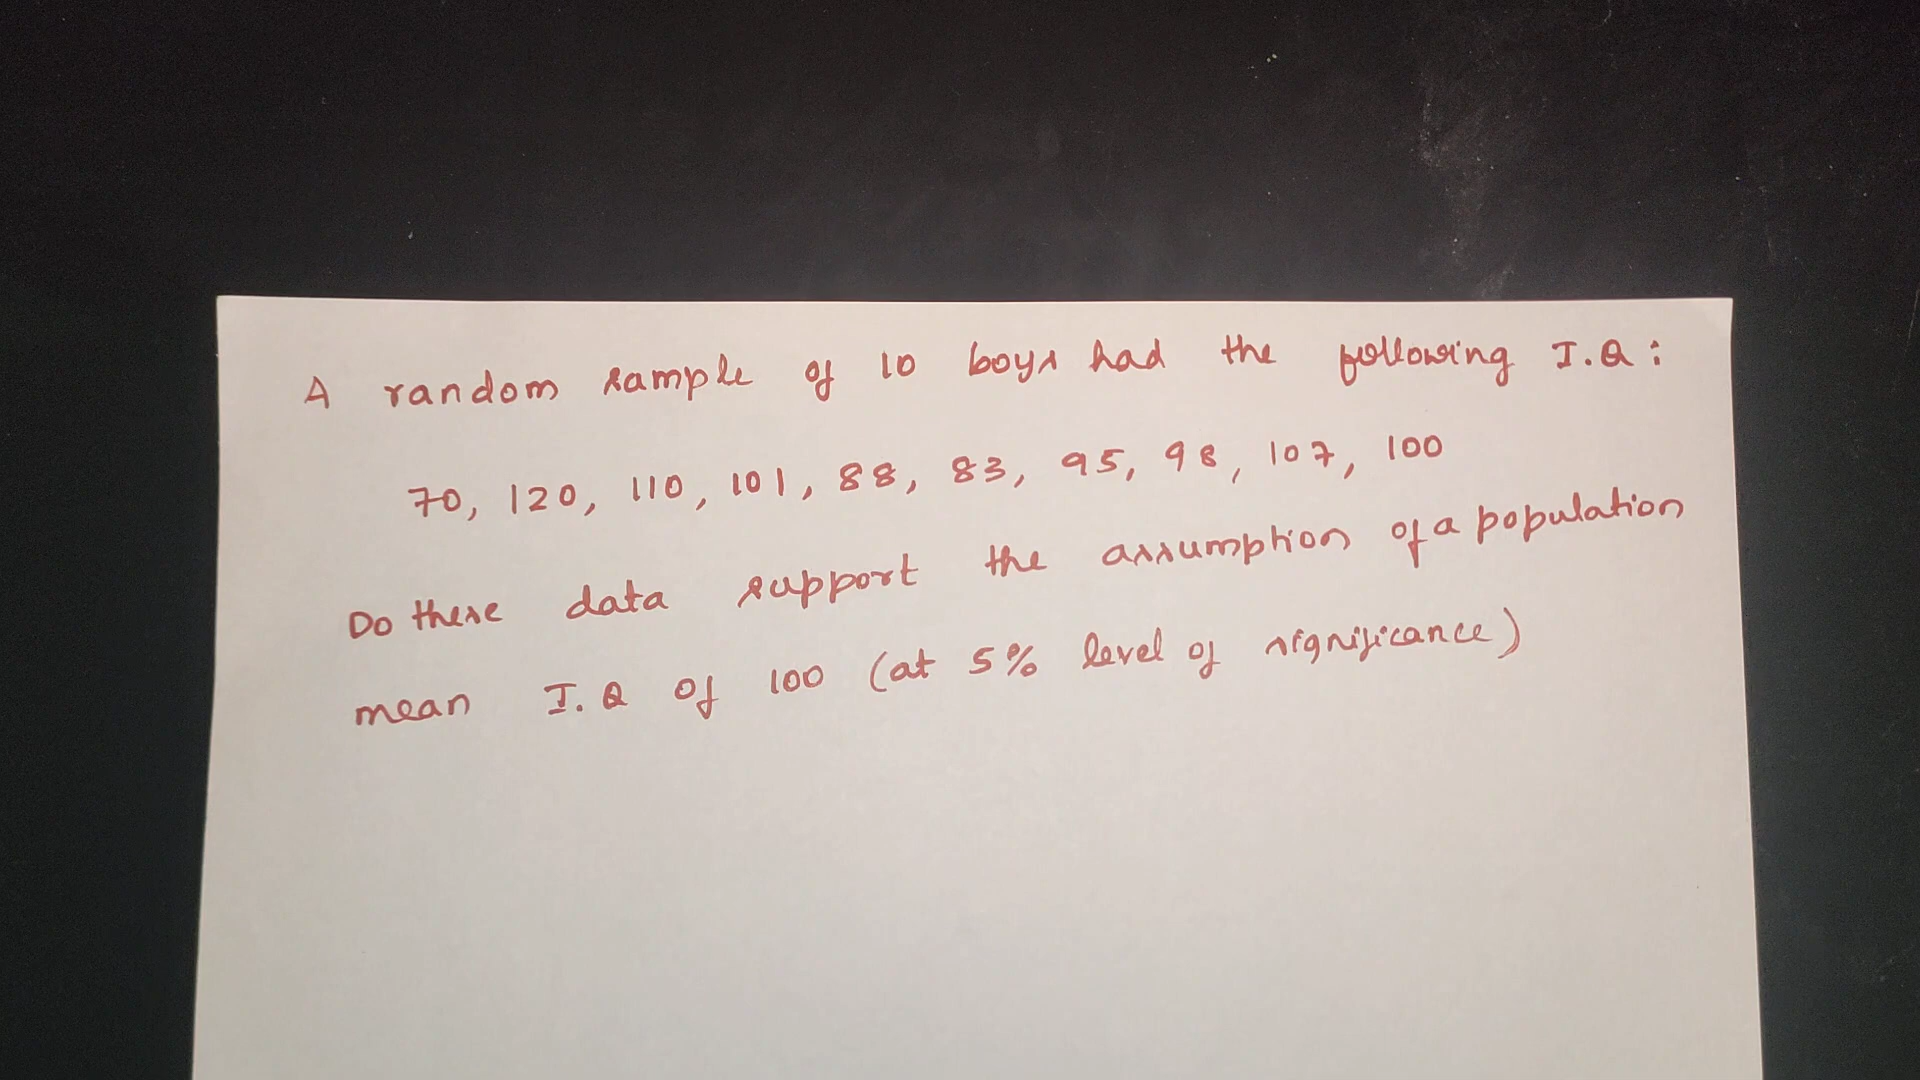 A random sample of 10 boys had the following I.Q:
70, 120, 110, 101, 88, 83, 95, 98, 107, 100
Do these data support the assumption of a population
mean I.Q of 100 (at 5% level of significance)